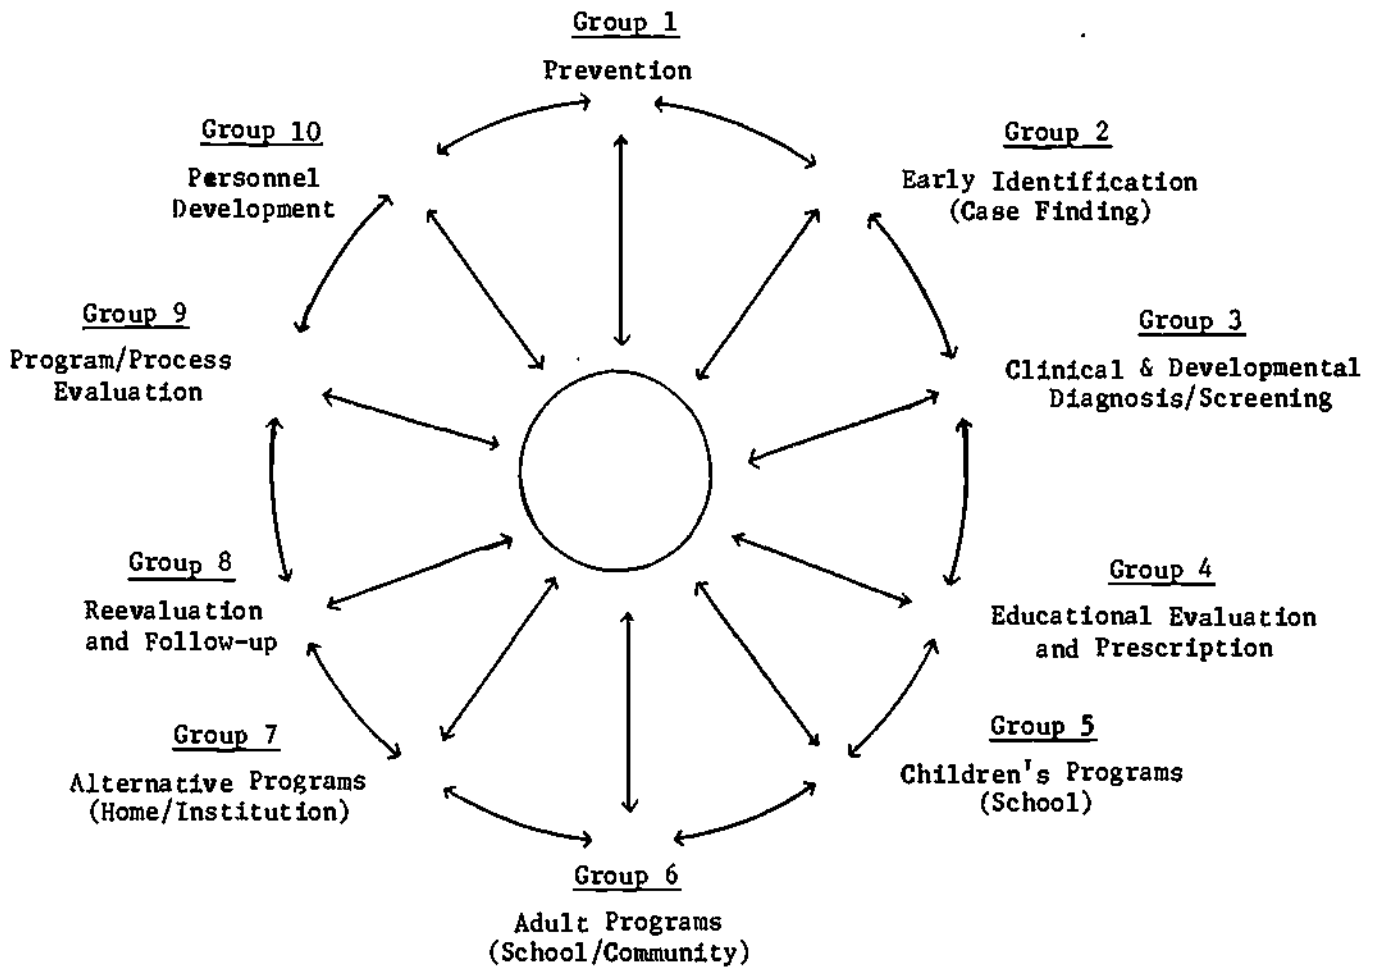 Group 1
Prevention
Group 2
Early Identification
(Case Finding)
Group 3
Clinical & Developmental
Diagnosis/Screening
Group 4
Educational Evaluation
and Prescription
Group 5
Children's Programs
(School)
Group 6
Adult Programs
(School/Community)
Group 7
Alternative Programs
(Home/Institution)
Group 8
Reevaluation
and Follow-up
Group 9
Program/Process
Evaluation
Group 10
Personnel
Development